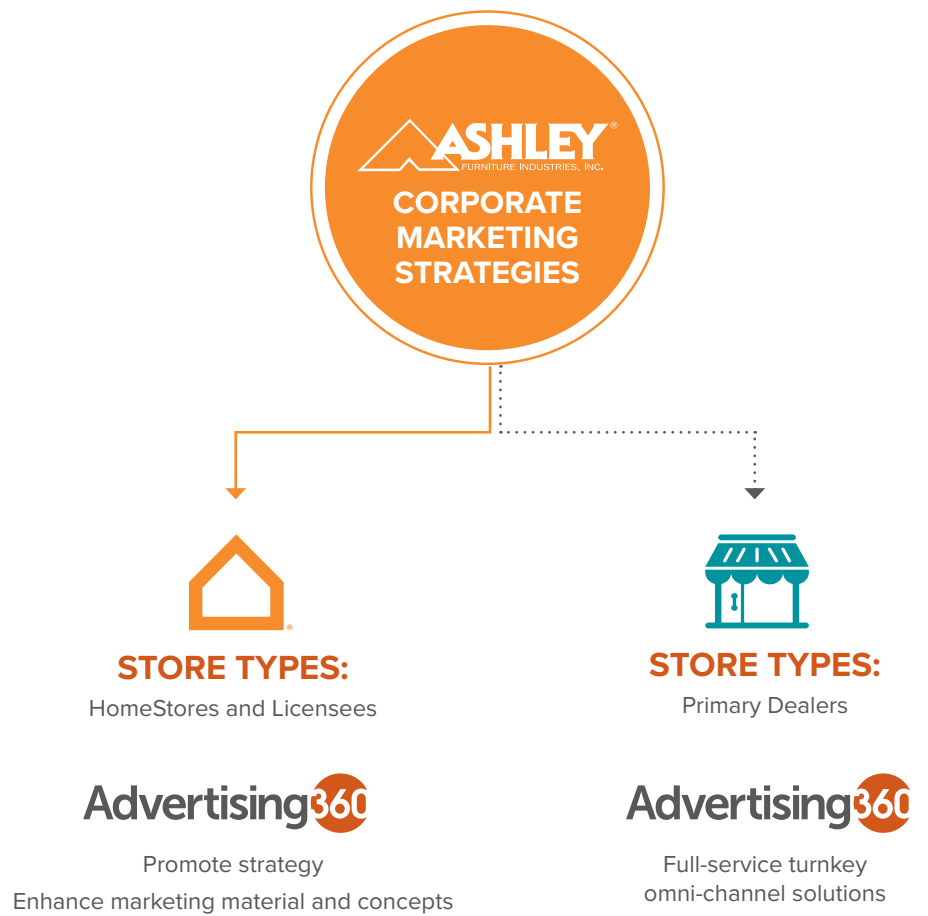 ASHLEY®
FURNITURE INDUSTRIES, INC.
CORPORATE
MARKETING
STRATEGIES
®
STORE TYPES:
HomeStores and Licensees
Advertising360
Promote strategy
Enhance marketing material and concepts
STORE TYPES:
Primary Dealers
Advertising360
Full-service turnkey
omni-channel solutions